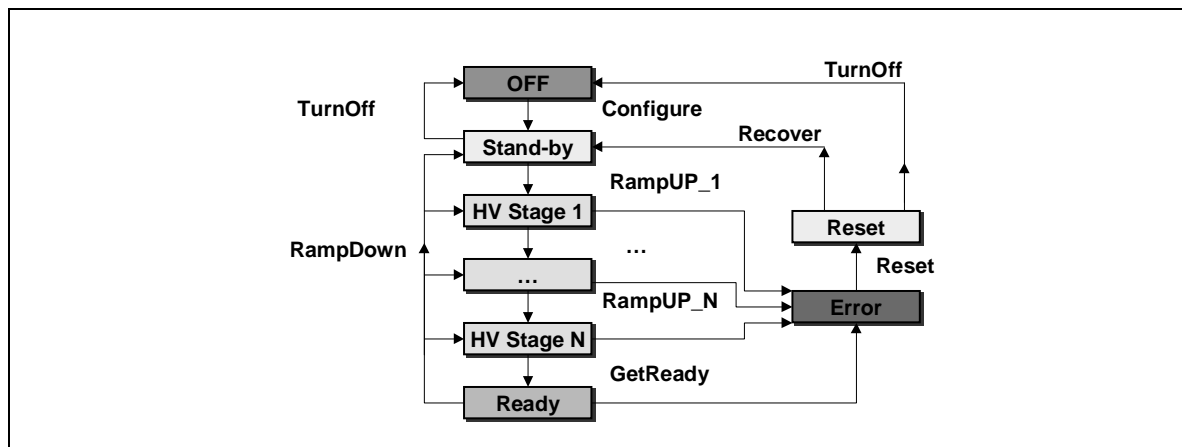 OFF
TurnOff
TurnOff
Configure
Recover
Stand-by
RampUP_1
HV Stage 1
Reset
RampDown
…
Reset
…
RampUP_N
Error
HV Stage N
GetReady
Ready